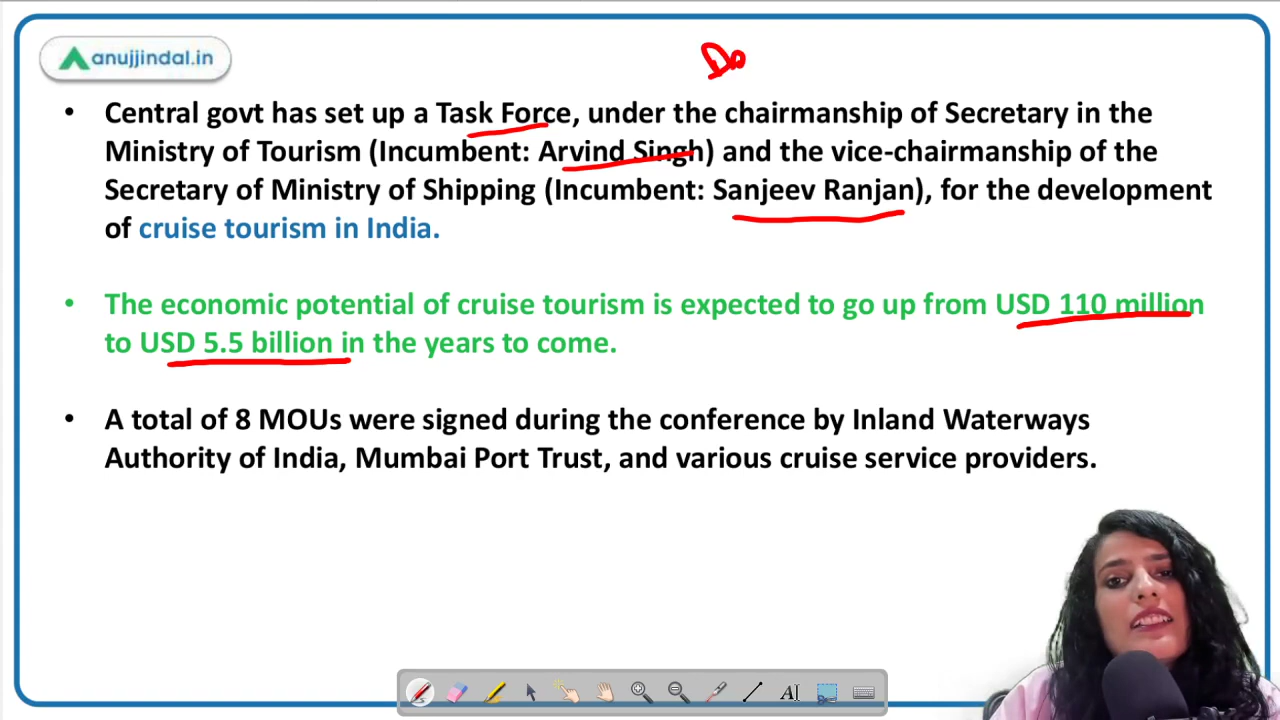 anujjindal.in
• Central govt has set up a Task Force, under the chairmanship of Secretary in the
Ministry of Tourism (Incumbent: Arvind Singh) and the vice-chairmanship of the
Secretary of Ministry of Shipping (Incumbent: Sanjeev Ranjan), for the development
of cruise tourism in India.
• The economic potential of cruise tourism is expected to go up from USD 110 million
to USD 5.5 billion in the years to come.
• A total of 8 MOUs were signed during the conference by Inland Waterways
Authority of India, Mumbai Port Trust, and various cruise service providers.